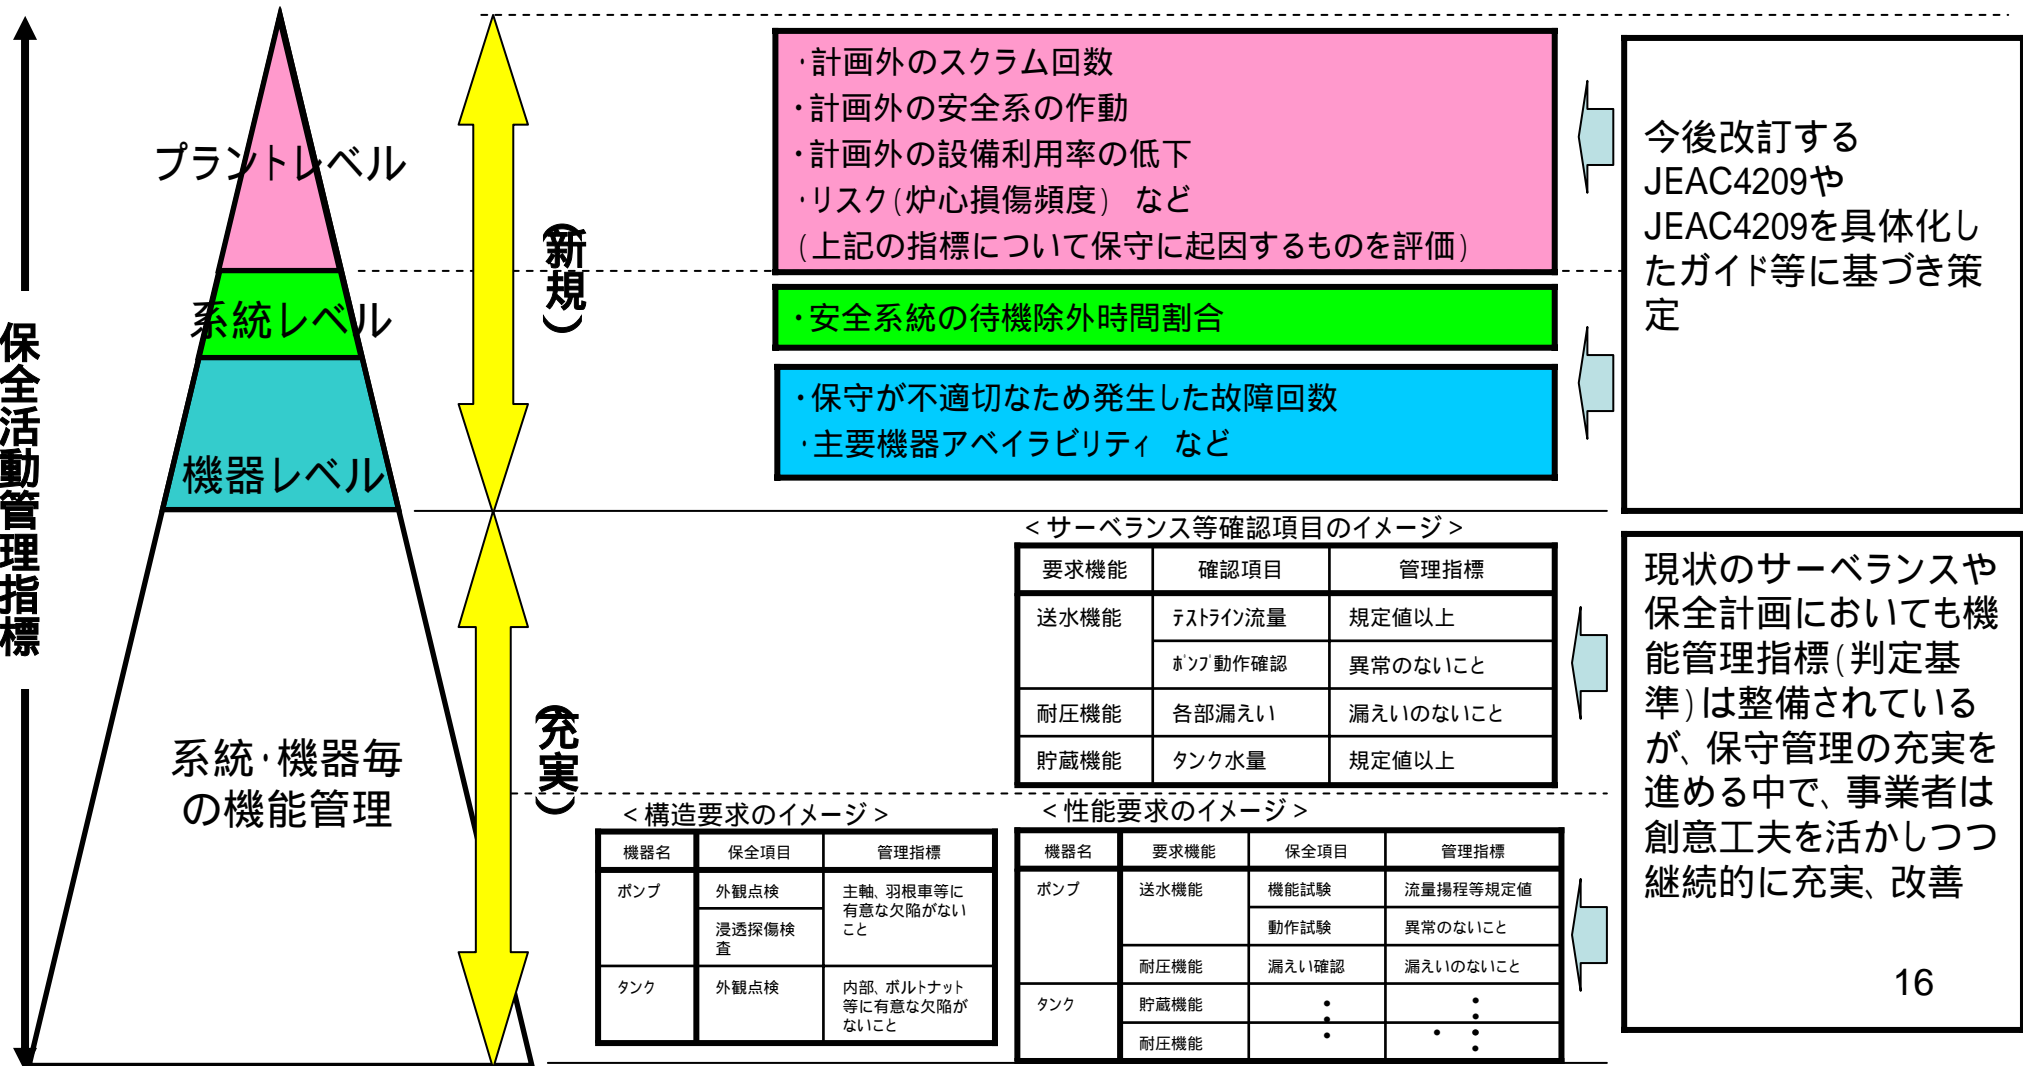 保全活動管理指標
プラントレベル
系統レベル
機器レベル
系統・機器毎
の機能管理
（新規）
（充実）
・計画外のスクラム回数
・計画外の安全系の作動
・計画外の設備利用率の低下
・リスク(炉心損傷頻度) など
(上記の指標について保守に起因するものを評価)
・安全系統の待機除外時間割合
・保守が不適切なため発生した故障回数
・主要機器アベイラビリティ など
今後改訂する
JEAC4209や
JEAC4209を具体化し
たガイド等に基づき策
定
<サーベランス等確認項目のイメージ>
要求機能 確認項目 管理指標
送水機能 ﾃｽﾄﾗｲﾝ流量 規定値以上
ﾎﾟﾝﾌﾟ動作確認 異常のないこと
耐圧機能 各部漏えい 漏えいのないこと
貯蔵機能 タンク水量 規定値以上
<構造要求のイメージ>
機器名 保全項目 管理指標
ポンプ 外観点検 主軸、羽根車等に
有意な欠陥がない
こと
浸透探傷検
査
タンク 外観点検 内部、ボルトナット
等に有意な欠陥が
ないこと
<性能要求のイメージ>
機器名 要求機能 保全項目 管理指標
ポンプ 送水機能 機能試験 流量揚程等規定値
動作試験 異常のないこと
耐圧機能 漏えい確認 漏えいのないこと
タンク 貯蔵機能 : :
耐圧機能 : ・ :
現状のサーベランスや
保全計画においても機
能管理指標(判定基
準)は整備されている
が、保守管理の充実を
進める中で、事業者は
創意工夫を活かしつつ
継続的に充実、改善
16